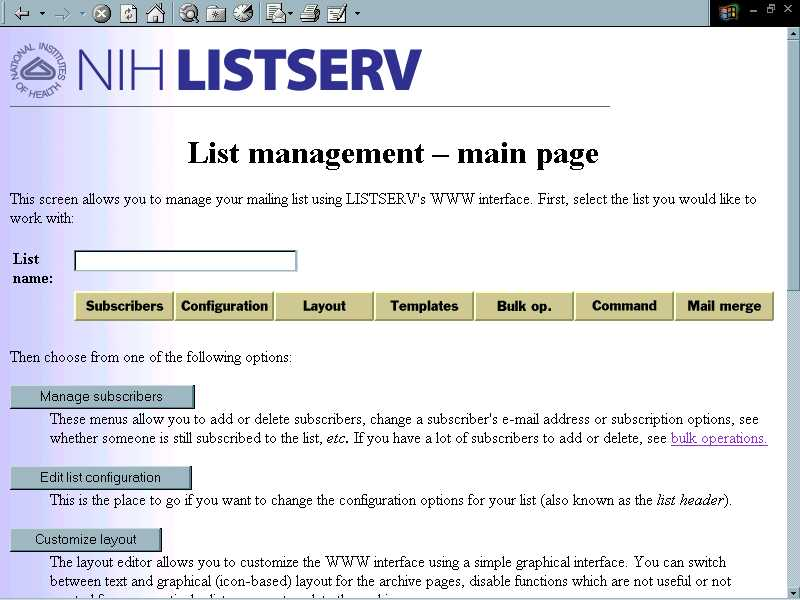 NATIONAL INSTITUTES OF HEALTH
NIH LISTSERV
List management – main page
This screen allows you to manage your mailing list using LISTSERV's WWW interface. First, select the list you would like to
work with:
List
name:
Subscribers Configuration Layout Templates Bulk op. Command Mail merge
Then choose from one of the following options:
Manage subscribers
These menus allow you to add or delete subscribers, change a subscriber's e-mail address or subscription options, see
whether someone is still subscribed to the list, etc. If you have a lot of subscribers to add or delete, see bulk operations.
Edit list configuration
This is the place to go if you want to change the configuration options for your list (also known as the list header).
Customize layout
The layout editor allows you to customize the WWW interface using a simple graphical interface. You can switch
between text and graphical (icon-based) layout for the archive pages, disable functions which are not useful or not